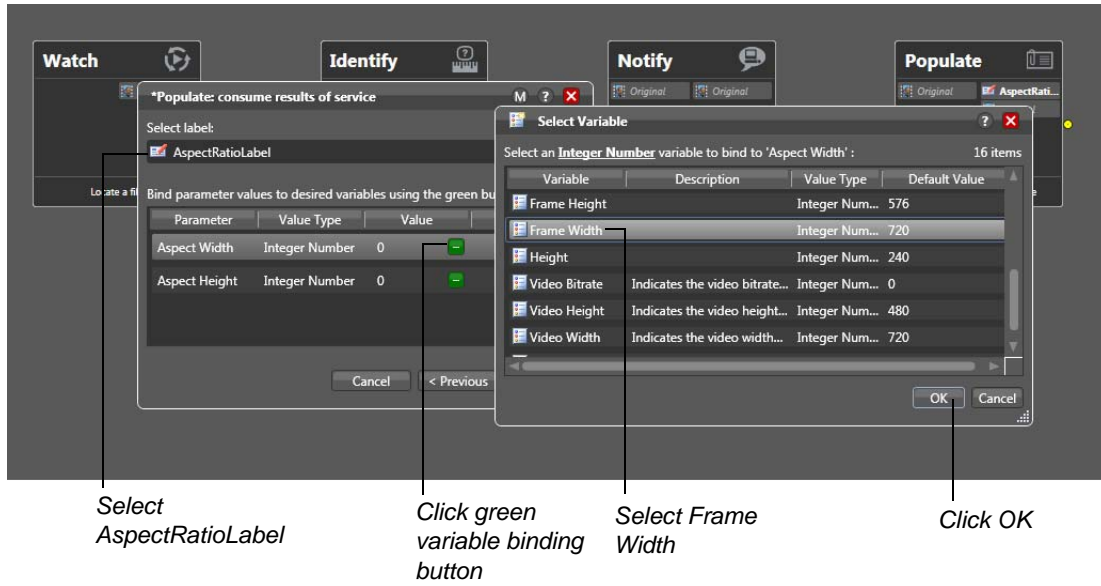 Watch
Identify
Notify
Populate
Original
Original
Original
AspectRati...
*Populate: consume results of service
M ?
Select label:
AspectRatioLabel
Locate a fil
Bind parameter values to desired variables using the green bu
Parameter Value Type Value
Aspect Width Integer Number 0
Aspect Height Integer Number 0
Cancel < Previous
Select Variable
?
Select an Integer Number variable to bind to 'Aspect Width' : 16 items
Variable Description Value Type Default Value
Frame Height Integer Num... 576
Frame Width Integer Num... 720
Height Integer Num... 240
Video Bitrate Indicates the video bitrate... Integer Num... 0
Video Height Indicates the video height... Integer Num... 480
Video Width Indicates the video width... Integer Num... 720
OK Cancel
Select
AspectRatioLabel
Click green
variable binding
button
Select Frame
Width
Click OK